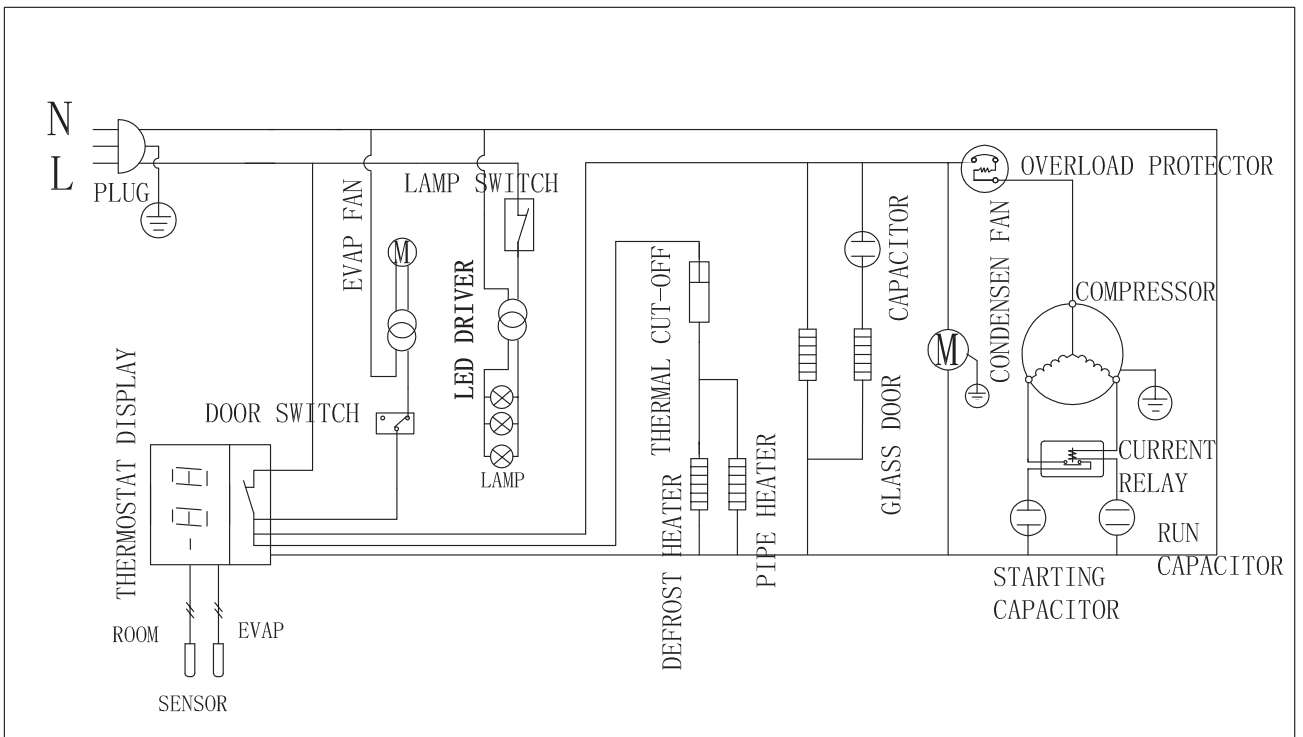 N
L
PLUG
EVAP FAN
M
LAMP SWITCH
LED DRIVER
LAMP
DOOR SWITCH
THERMOSTAT DISPLAY
ROOM
EVAP
SENSOR
THERMAL CUT-OFF
DEFROST HEATER
PIPE HEATER
CAPACITOR
GLASS DOOR
M
CONDENSEN FAN
OVERLOAD PROTECTOR
COMPRESSOR
CURRENT
RELAY
RUN
CAPACITOR
STARTING
CAPACITOR